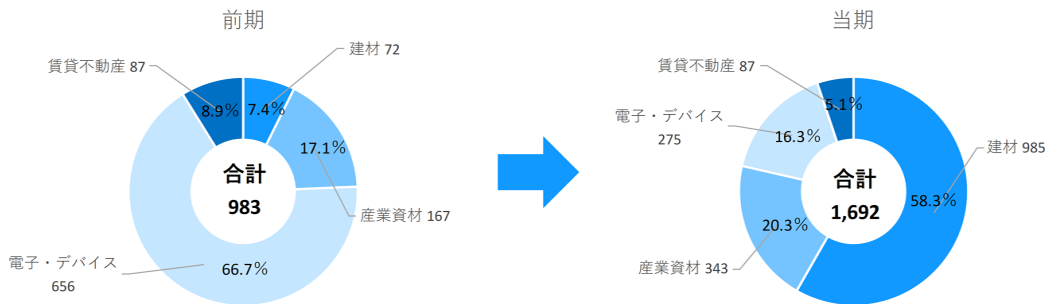 前期
建材 72
賃貸不動産 87
8.9%
7.4%
17.1%
合計
983
産業資材 167
電子・デバイス
656
66.7%
当期
賃貸不動産 87
5.1%
電子・デバイス
275
16.3%
建材 985
合計
1,692
58.3%
20.3%
産業資材 343